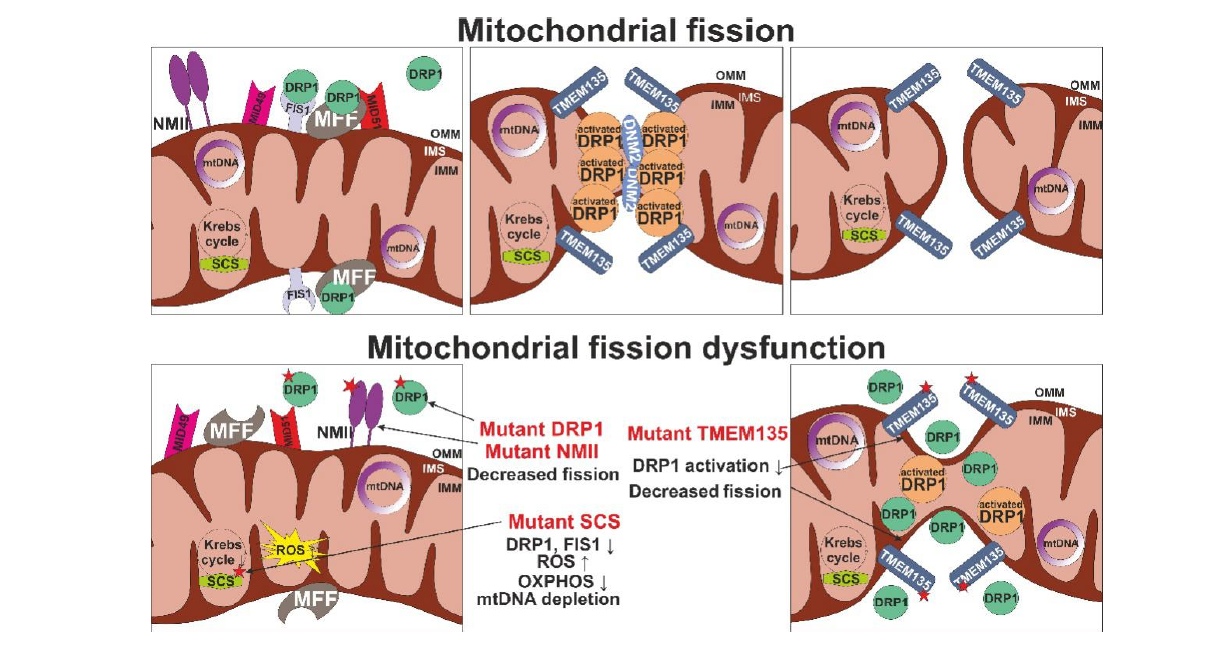 Mitochondrial fission
NMII
MID49
DRP1
FIS1
DRP1
MFF
MID51
DRP1
OMM
IMS
IMM
mtDNA
Krebs
cycle
SCS
mtDNA
MFF
FIS1
DRP1
TMEM135
TMEM135
OMM
IMS
IMM
mtDNA
activated
DRP1
activated
DRP1
activated
DRP1
DNM2
DNM2
activated
DRP1
activated
DRP1
activated
DRP1
Krebs
cycle
SCS
mtDNA
TMEM135
TMEM135
TMEM135
TMEM135
OMM
IMS
IMM
mtDNA
mtDNA
Krebs
cycle
SCS
TMEM135
TMEM135
Mitochondrial fission dysfunction
DRP1
DRP1
MID49
MFF
MID51
NMII
OMM
IMS
IMM
mtDNA
Krebs
cycle
SCS
ROS
MFF
Mutant DRP1
Mutant NMII
Decreased fission
Mutant SCS
DRP1, FIS1 ↓
ROS ↑
OXPHOS ↓
mtDNA depletion
Mutant TMEM135
DRP1 activation ↓
Decreased fission
DRP1
TMEM135
TMEM135
OMM
IMS
IMM
mtDNA
DRP1
activated
DRP1
DRP1
DRP1
DRP1
activated
DRP1
Krebs
cycle
SCS
mtDNA
TMEM135
TMEM135
DRP1
DRP1